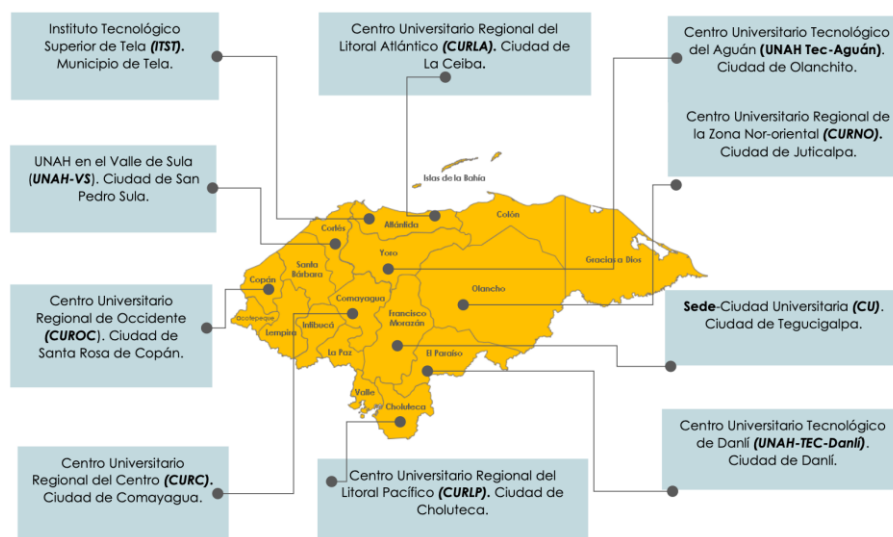 Instituto Tecnológico
Superior de Tela (ITST).
Municipio de Tela.
Centro Universitario Regional del
Litoral Atlántico (CURLA). Ciudad de
La Ceiba.
Centro Universitario Tecnológico
del Aguán (UNAH Tec-Aguán).
Ciudad de Olanchito.
Centro Universitario Regional de
la Zona Nor-oriental (CURNO).
Ciudad de Juticalpa.
UNAH en el Valle de Sula
(UNAH-VS). Ciudad de San
Pedro Sula.
Islas de la Bahía
Cortés
Atlántida
Colón
Yoro
Gracias a Dios
Santa
Bárbara
Copán
Comayagua
Olancho
Ocotepeque
Lempira
Intibucá
Francisco
Morazán
La Paz
El Paraíso
Valle
Choluteca
Centro Universitario
Regional de Occidente
(CUROC). Ciudad de
Santa Rosa de Copán.
Sede-Ciudad Universitaria (CU).
Ciudad de Tegucigalpa.
Centro Universitario
Regional del Centro (CURC).
Ciudad de Comayagua.
Centro Universitario Regional del
Litoral Pacífico (CURLP). Ciudad de
Choluteca.
Centro Universitario Tecnológico
de Danlí (UNAH-TEC-Danlí).
Ciudad de Danlí.